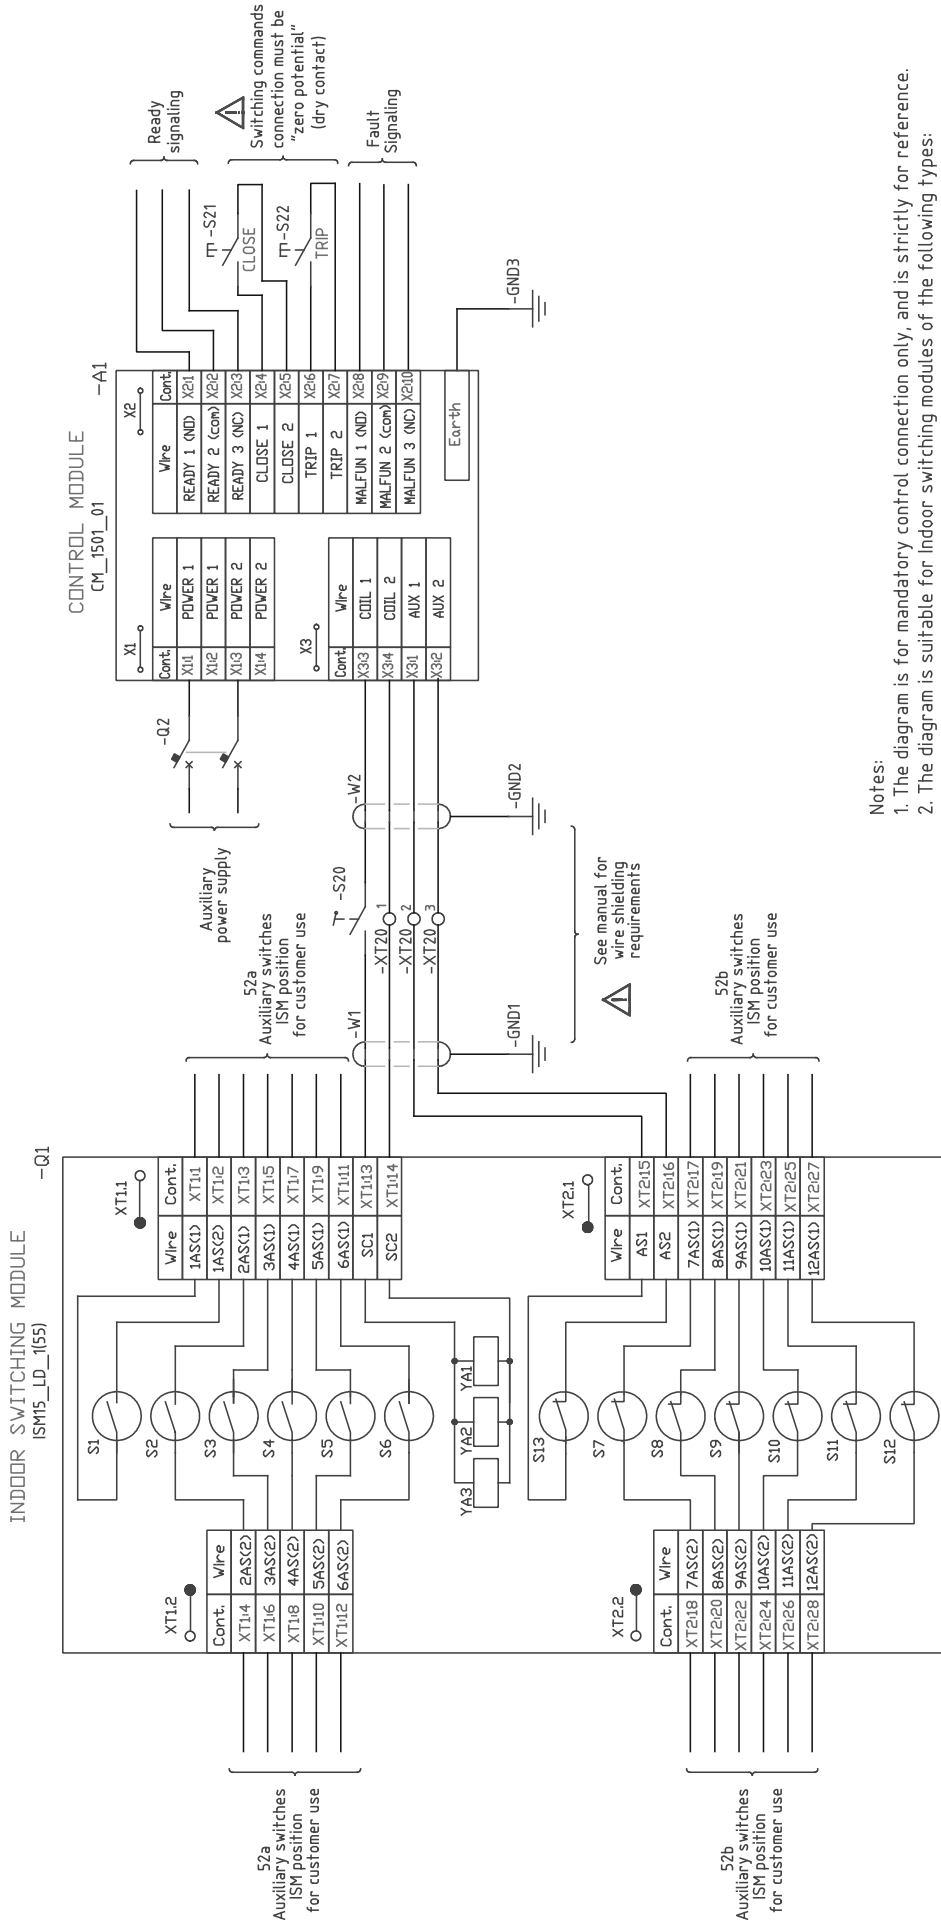 INDOOR SWITCHING MODULE
ISM15_LD_1(55)
-Q1
XT1.2
Cont. Wire
XT1:4 2AS(2)
XT1:6 3AS(2)
XT1:8 4AS(2)
XT1:10 5AS(2)
XT1:12 6AS(2)
52a
Auxiliary switches
ISM position
for customer use
S1
S2
S3
S4
S5
S6
YA3
YA2
YA1
XT1.1
Wire Cont.
1AS(1) XT1:1
1AS(2) XT1:2
2AS(1) XT1:3
3AS(1) XT1:5
4AS(1) XT1:7
5AS(1) XT1:9
6AS(1) XT1:11
SC1 XT1:13
SC2 XT1:14
52a
Auxiliary switches
ISM position
for customer use
XT2.2
Cont. Wire
XT2:18 7AS(2)
XT2:20 8AS(2)
XT2:22 9AS(2)
XT2:24 10AS(2)
XT2:26 11AS(2)
XT2:28 12AS(2)
52b
Auxiliary switches
ISM position
for customer use
S13
S7
S8
S9
S10
S11
S12
XT2.1
Wire Cont.
AS1 XT2:15
AS2 XT2:16
7AS(1) XT2:17
8AS(1) XT2:19
9AS(1) XT2:21
10AS(1) XT2:23
11AS(1) XT2:25
12AS(1) XT2:27
52b
Auxiliary switches
ISM position
for customer use
-W1
-S20
-XT20 1
-XT20 2
-XT20 3
-W2
-GND1
-GND2
See manual for
wire shielding
requirements
Auxiliary
power supply
-Q2
CONTROL MODULE
CM_1501_01
-A1
X1
Cont. Wire
X1:1 POWER 1
X1:2 POWER 1
X1:3 POWER 2
X1:4 POWER 2
X3
Cont. Wire
X3:3 COIL 1
X3:4 COIL 2
X3:1 AUX 1
X3:2 AUX 2
X2
Wire Cont.
READY 1 (NO) X2:1
READY 2 (com) X2:2
READY 3 (NC) X2:3
CLOSE 1 X2:4
CLOSE 2 X2:5
TRIP 1 X2:6
TRIP 2 X2:7
MALFUN 1 (NO) X2:8
MALFUN 2 (com) X2:9
MALFUN 3 (NC) X2:10
Earth
-GND3
-S21
CLOSE
-S22
TRIP
Ready
signaling
Switching commands
connection must be
"zero potential"
(dry contact)
Fault
Signaling
Notes:
1. The diagram is for mandatory control connection only, and is strictly for reference.
2. The diagram is suitable for Indoor switching modules of the following types: